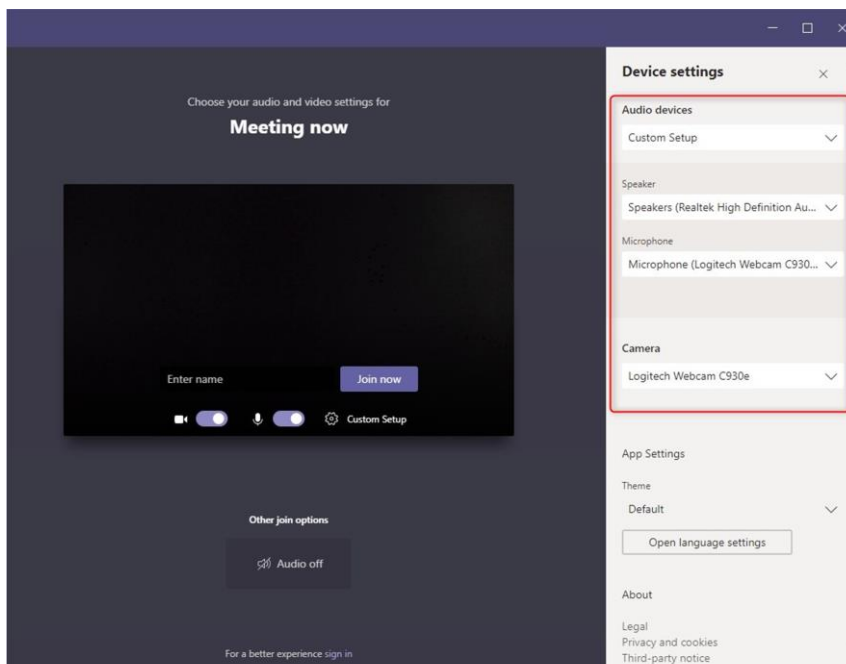 Choose your audio and video settings for
Meeting now
Enter name
Join now
Custom Setup
Other join options
Audio off
For a better experience sign in
Device settings
Audio devices
Custom Setup
Speaker
Speakers (Realtek High Definition Au...
Microphone
Microphone (Logitech Webcam C930...
Camera
Logitech Webcam C930e
App Settings
Theme
Default
Open language settings
About
Legal
Privacy and cookies
Third-party notice